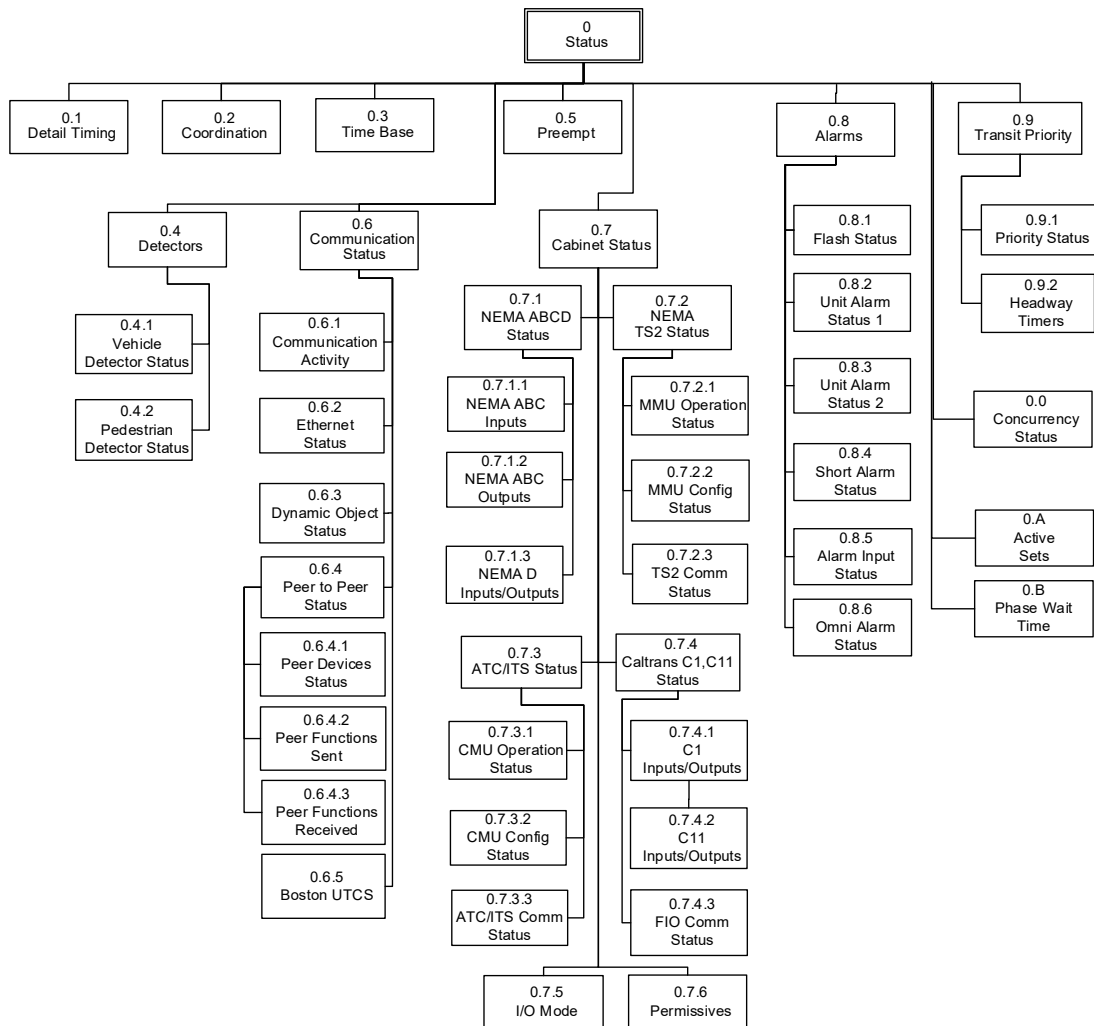 0
Status
0.1
Detail Timing
0.2
Coordination
0.3
Time Base
0.5
Preempt
0.8
Alarms
0.9
Transit Priority
0.4
Detectors
0.4.1
Vehicle
Detector Status
0.4.2
Pedestrian
Detector Status
0.6
Communication
Status
0.6.1
Communication
Activity
0.6.2
Ethernet
Status
0.6.3
Dynamic Object
Status
0.6.4
Peer to Peer
Status
0.6.4.1
Peer Devices
Status
0.6.4.2
Peer Functions
Sent
0.6.4.3
Peer Functions
Received
0.6.5
Boston UTCS
0.7
Cabinet Status
0.7.1
NEMA ABCD
Status
0.7.1.1
NEMA ABC
Inputs
0.7.1.2
NEMA ABC
Outputs
0.7.1.3
NEMA D
Inputs/Outputs
0.7.2
NEMA
TS2 Status
0.7.2.1
MMU Operation
Status
0.7.2.2
MMU Config
Status
0.7.2.3
TS2 Comm
Status
0.7.3
ATC/ITS Status
0.7.3.1
CMU Operation
Status
0.7.3.2
CMU Config
Status
0.7.3.3
ATC/ITS Comm
Status
0.7.4
Caltrans C1,C11
Status
0.7.4.1
C1
Inputs/Outputs
0.7.4.2
C11
Inputs/Outputs
0.7.4.3
FIO Comm
Status
0.7.5
I/O Mode
0.7.6
Permissives
0.8.1
Flash Status
0.8.2
Unit Alarm
Status 1
0.8.3
Unit Alarm
Status 2
0.8.4
Short Alarm
Status
0.8.5
Alarm Input
Status
0.8.6
Omni Alarm
Status
0.9.1
Priority Status
0.9.2
Headway
Timers
0.0
Concurrency
Status
0.A
Active
Sets
0.B
Phase Wait
Time